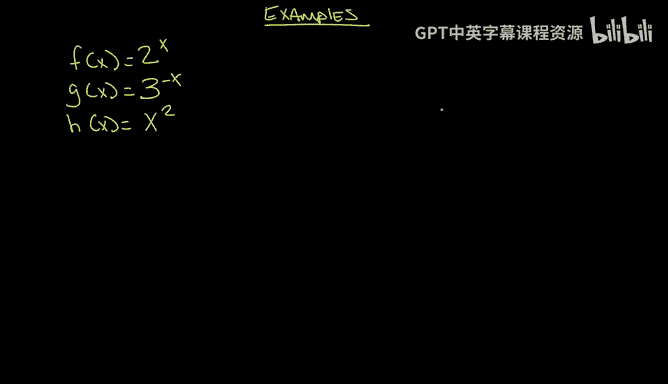 EXAMPLES
GPT中英字幕课程资源 bilibili
f(x)=2^x
g(x)=3^-x
h(x)=x^2